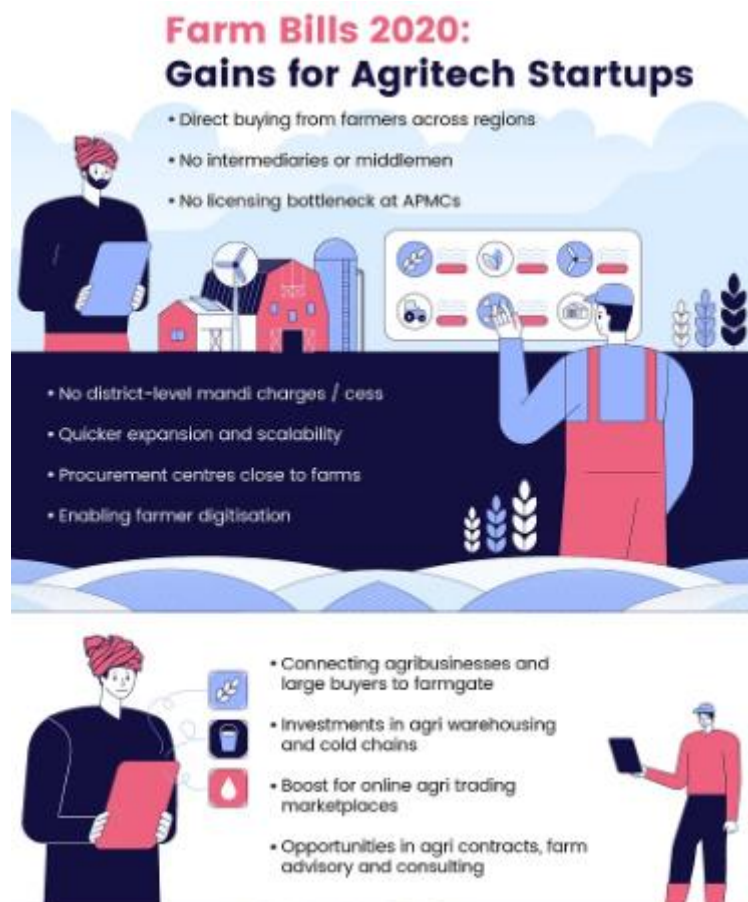 Farm Bills 2020:
Gains for Agritech Startups
• Direct buying from farmers across regions
• No intermediaries or middlemen
• No licensing bottleneck at APMCs
• No district-level mandi charges / cess
• Quicker expansion and scalability
• Procurement centres close to farms
• Enabling farmer digitisation
• Connecting agribusinesses and
large buyers to farmgate
• Investments in agri warehousing
and cold chains
• Boost for online agri trading
marketplaces
• Opportunities in agri contracts, farm
advisory and consulting